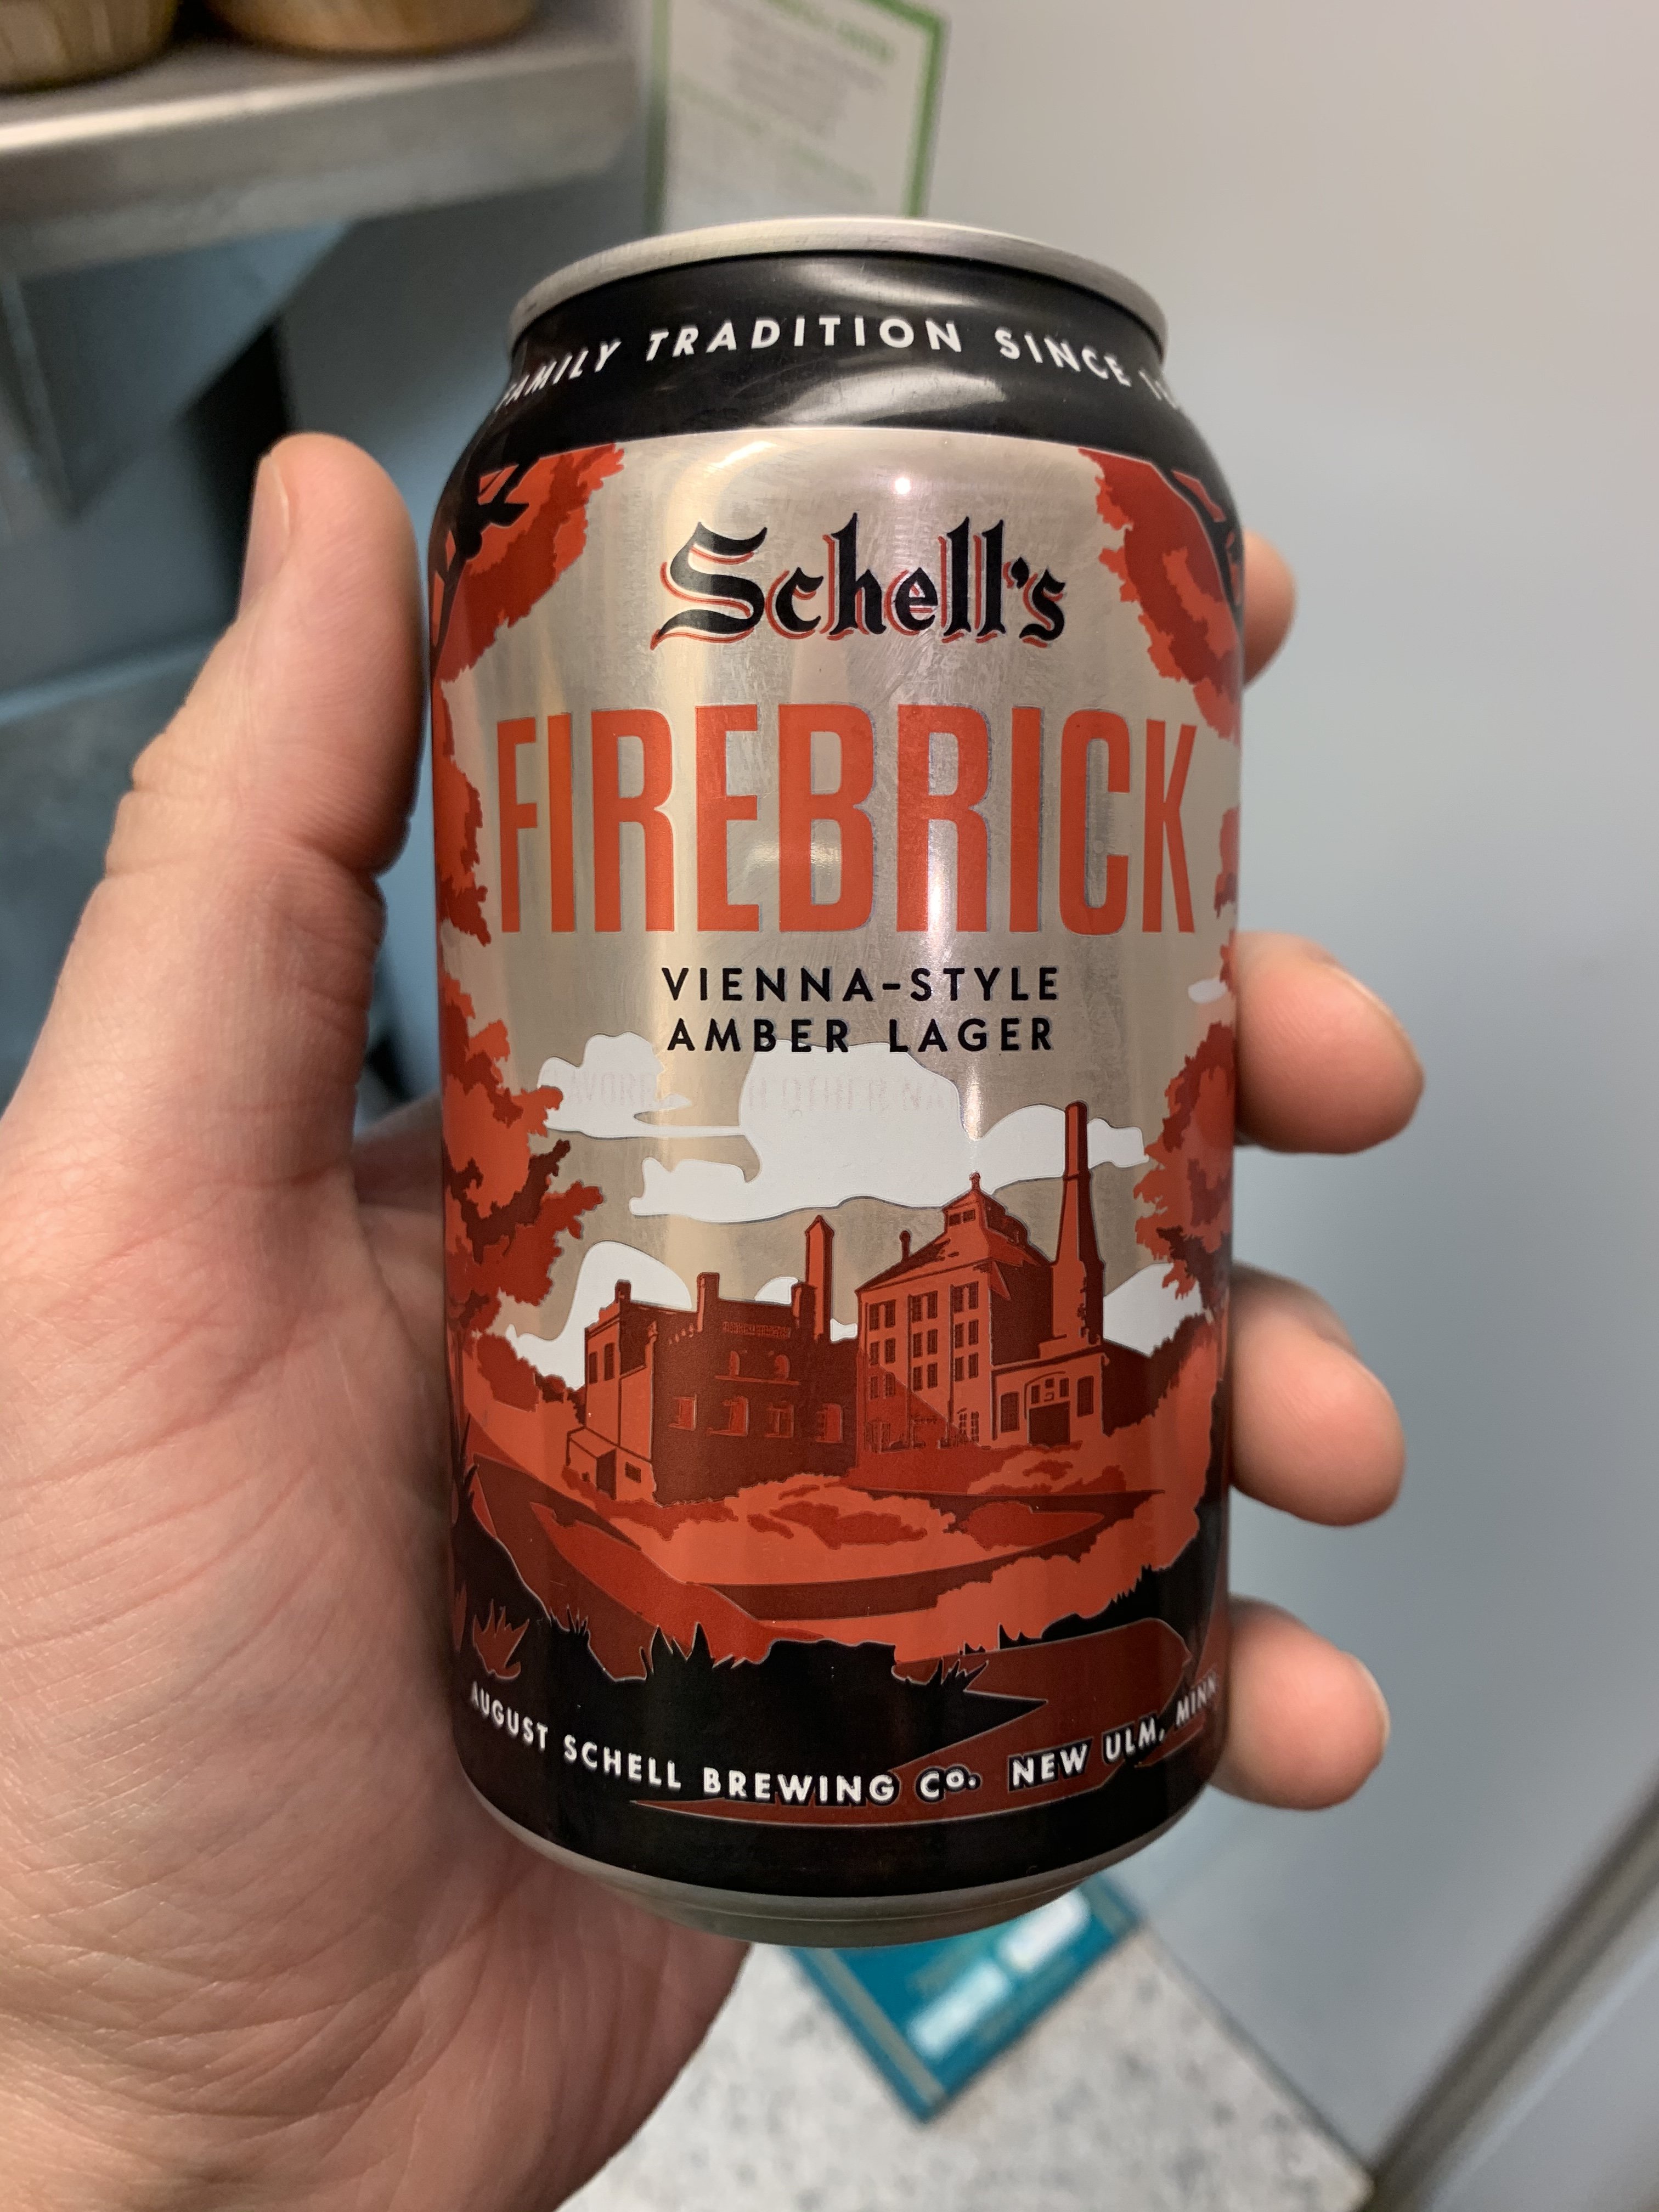 FAMILY TRADITION SINCE
Schell's
FIREBRICK
VIENNA-STYLE
AMBER LAGER
AUGUST SCHELL BREWING Co. NEW ULM, MINN